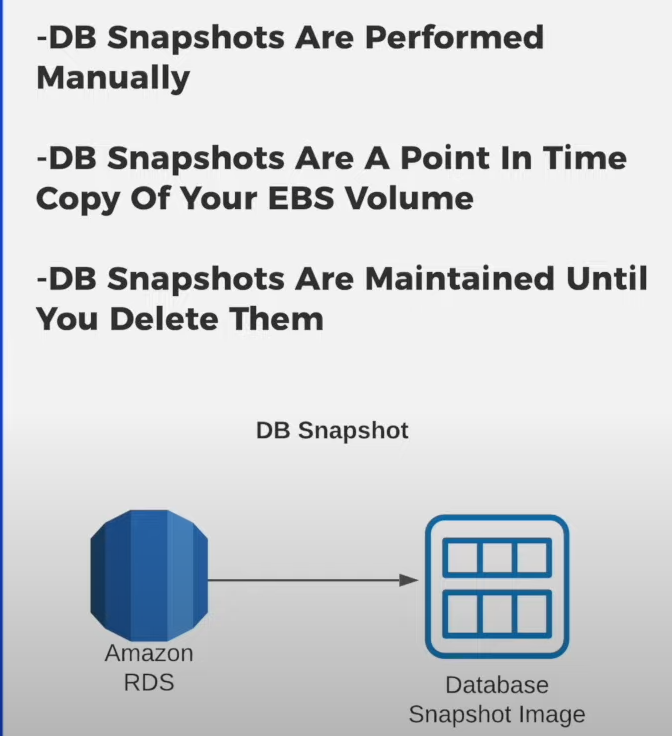 -DB Snapshots Are Performed
Manually
-DB Snapshots Are A Point In Time
Copy Of Your EBS Volume
-DB Snapshots Are Maintained Until
You Delete Them
DB Snapshot
Amazon
RDS
Database
Snapshot Image